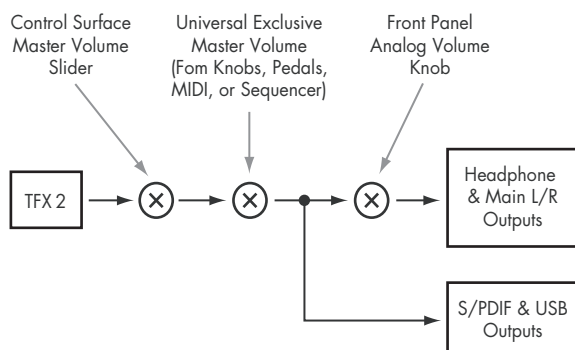 Control Surface
Master Volume
Slider
Universal Exclusive
Master Volume
(Fom Knobs, Pedals,
MIDI, or Sequencer)
Front Panel
Analog Volume
Knob
TFX 2
Headphone
& Main L/R
Outputs
S/PDIF & USB
Outputs